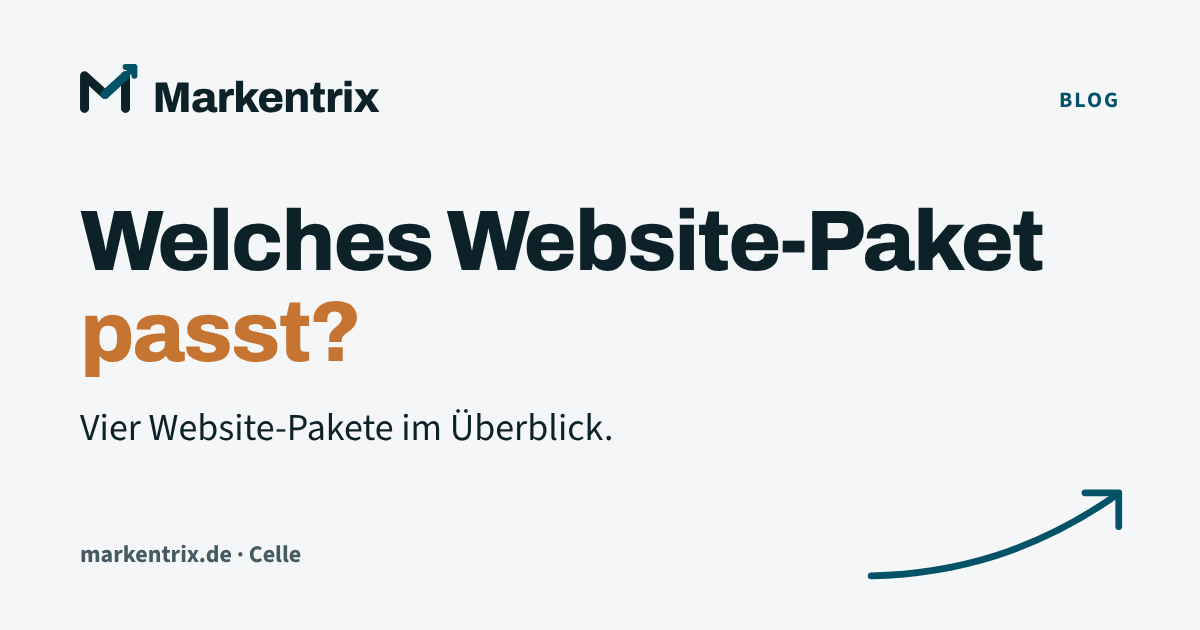 Markentrix
BLOG
Welches Website-Paket
passt?
Vier Website-Pakete im Überblick.
markentrix.de · Celle